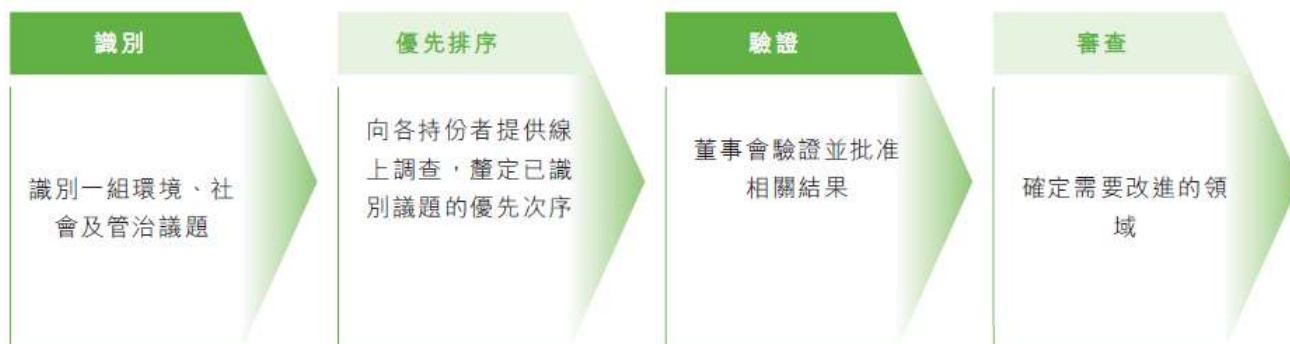 識別
識別一組環境、社
會及管治議題
優先排序
向各持份者提供線
上調查，釐定已識
別議題的優先次序
驗證
董事會驗證並批准
相關結果
審查
確定需要改進的領
域